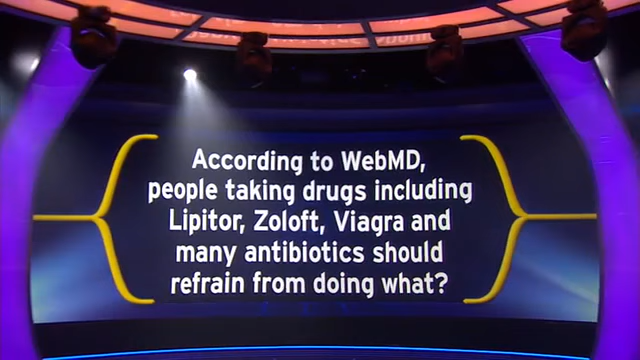 According to WebMD,
people taking drugs including
Lipitor, Zoloft, Viagra and
many antibiotics should
refrain from doing what?